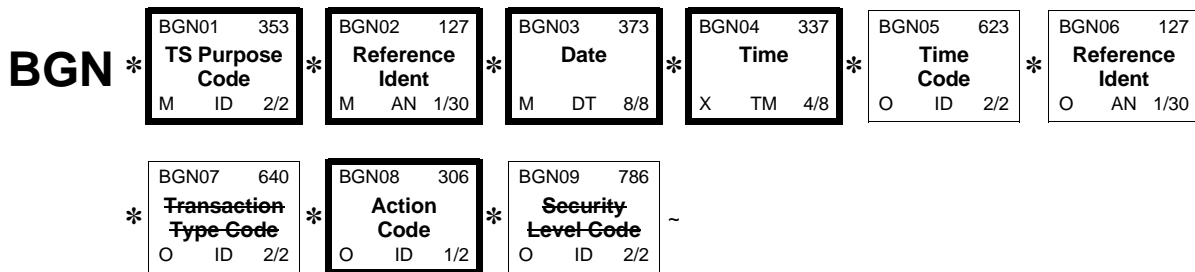 BGN01 353 BGN02 127 BGN03 373 BGN04 337 BGN05 623 BGN06 127
BGN * TS Purpose * Reference * Date * Time * Time * Reference
Code Ident Code Ident
M ID 2/2 M AN 1/30 M DT 8/8 X TM 4/8 O ID 2/2 O AN 1/30
BGN07 640 BGN08 306 BGN09 786
* Transaction * Action * Security ~
Type Code Code Level Code
O ID 2/2 O ID 1/2 O ID 2/2